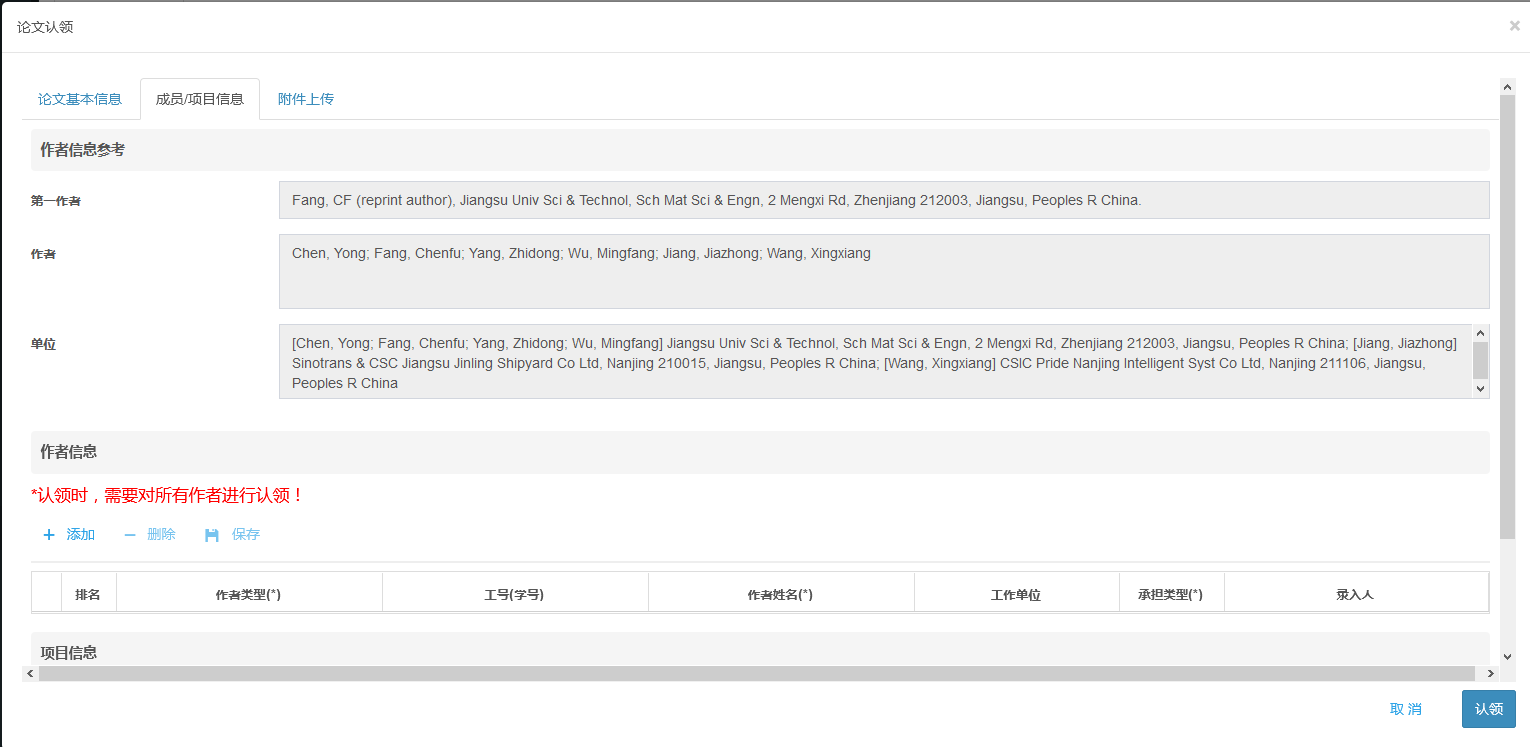 论文认领
×
论文基本信息 成员/项目信息 附件上传
作者信息参考
第一作者 Fang, CF (reprint author), Jiangsu Univ Sci & Technol, Sch Mat Sci & Engn, 2 Mengxi Rd, Zhenjiang 212003, Jiangsu, Peoples R China.
作者 Chen, Yong; Fang, Chenfu; Yang, Zhidong; Wu, Mingfang; Jiang, Jiazhong; Wang, Xingxiang
单位 [Chen, Yong; Fang, Chenfu; Yang, Zhidong; Wu, Mingfang] Jiangsu Univ Sci & Technol, Sch Mat Sci & Engn, 2 Mengxi Rd, Zhenjiang 212003, Jiangsu, Peoples R China; [Jiang, Jiazhong]
Sinotrans & CSC Jiangsu Jinling Shipyard Co Ltd, Nanjing 210015, Jiangsu, Peoples R China; [Wang, Xingxiang] CSIC Pride Nanjing Intelligent Syst Co Ltd, Nanjing 211106, Jiangsu,
Peoples R China
作者信息
*认领时，需要对所有作者进行认领！
+ 添加 − 删除 保存
排名 作者类型(*) 工号(学号) 作者姓名(*) 工作单位 承担类型(*) 录入人
项目信息
取 消 认领